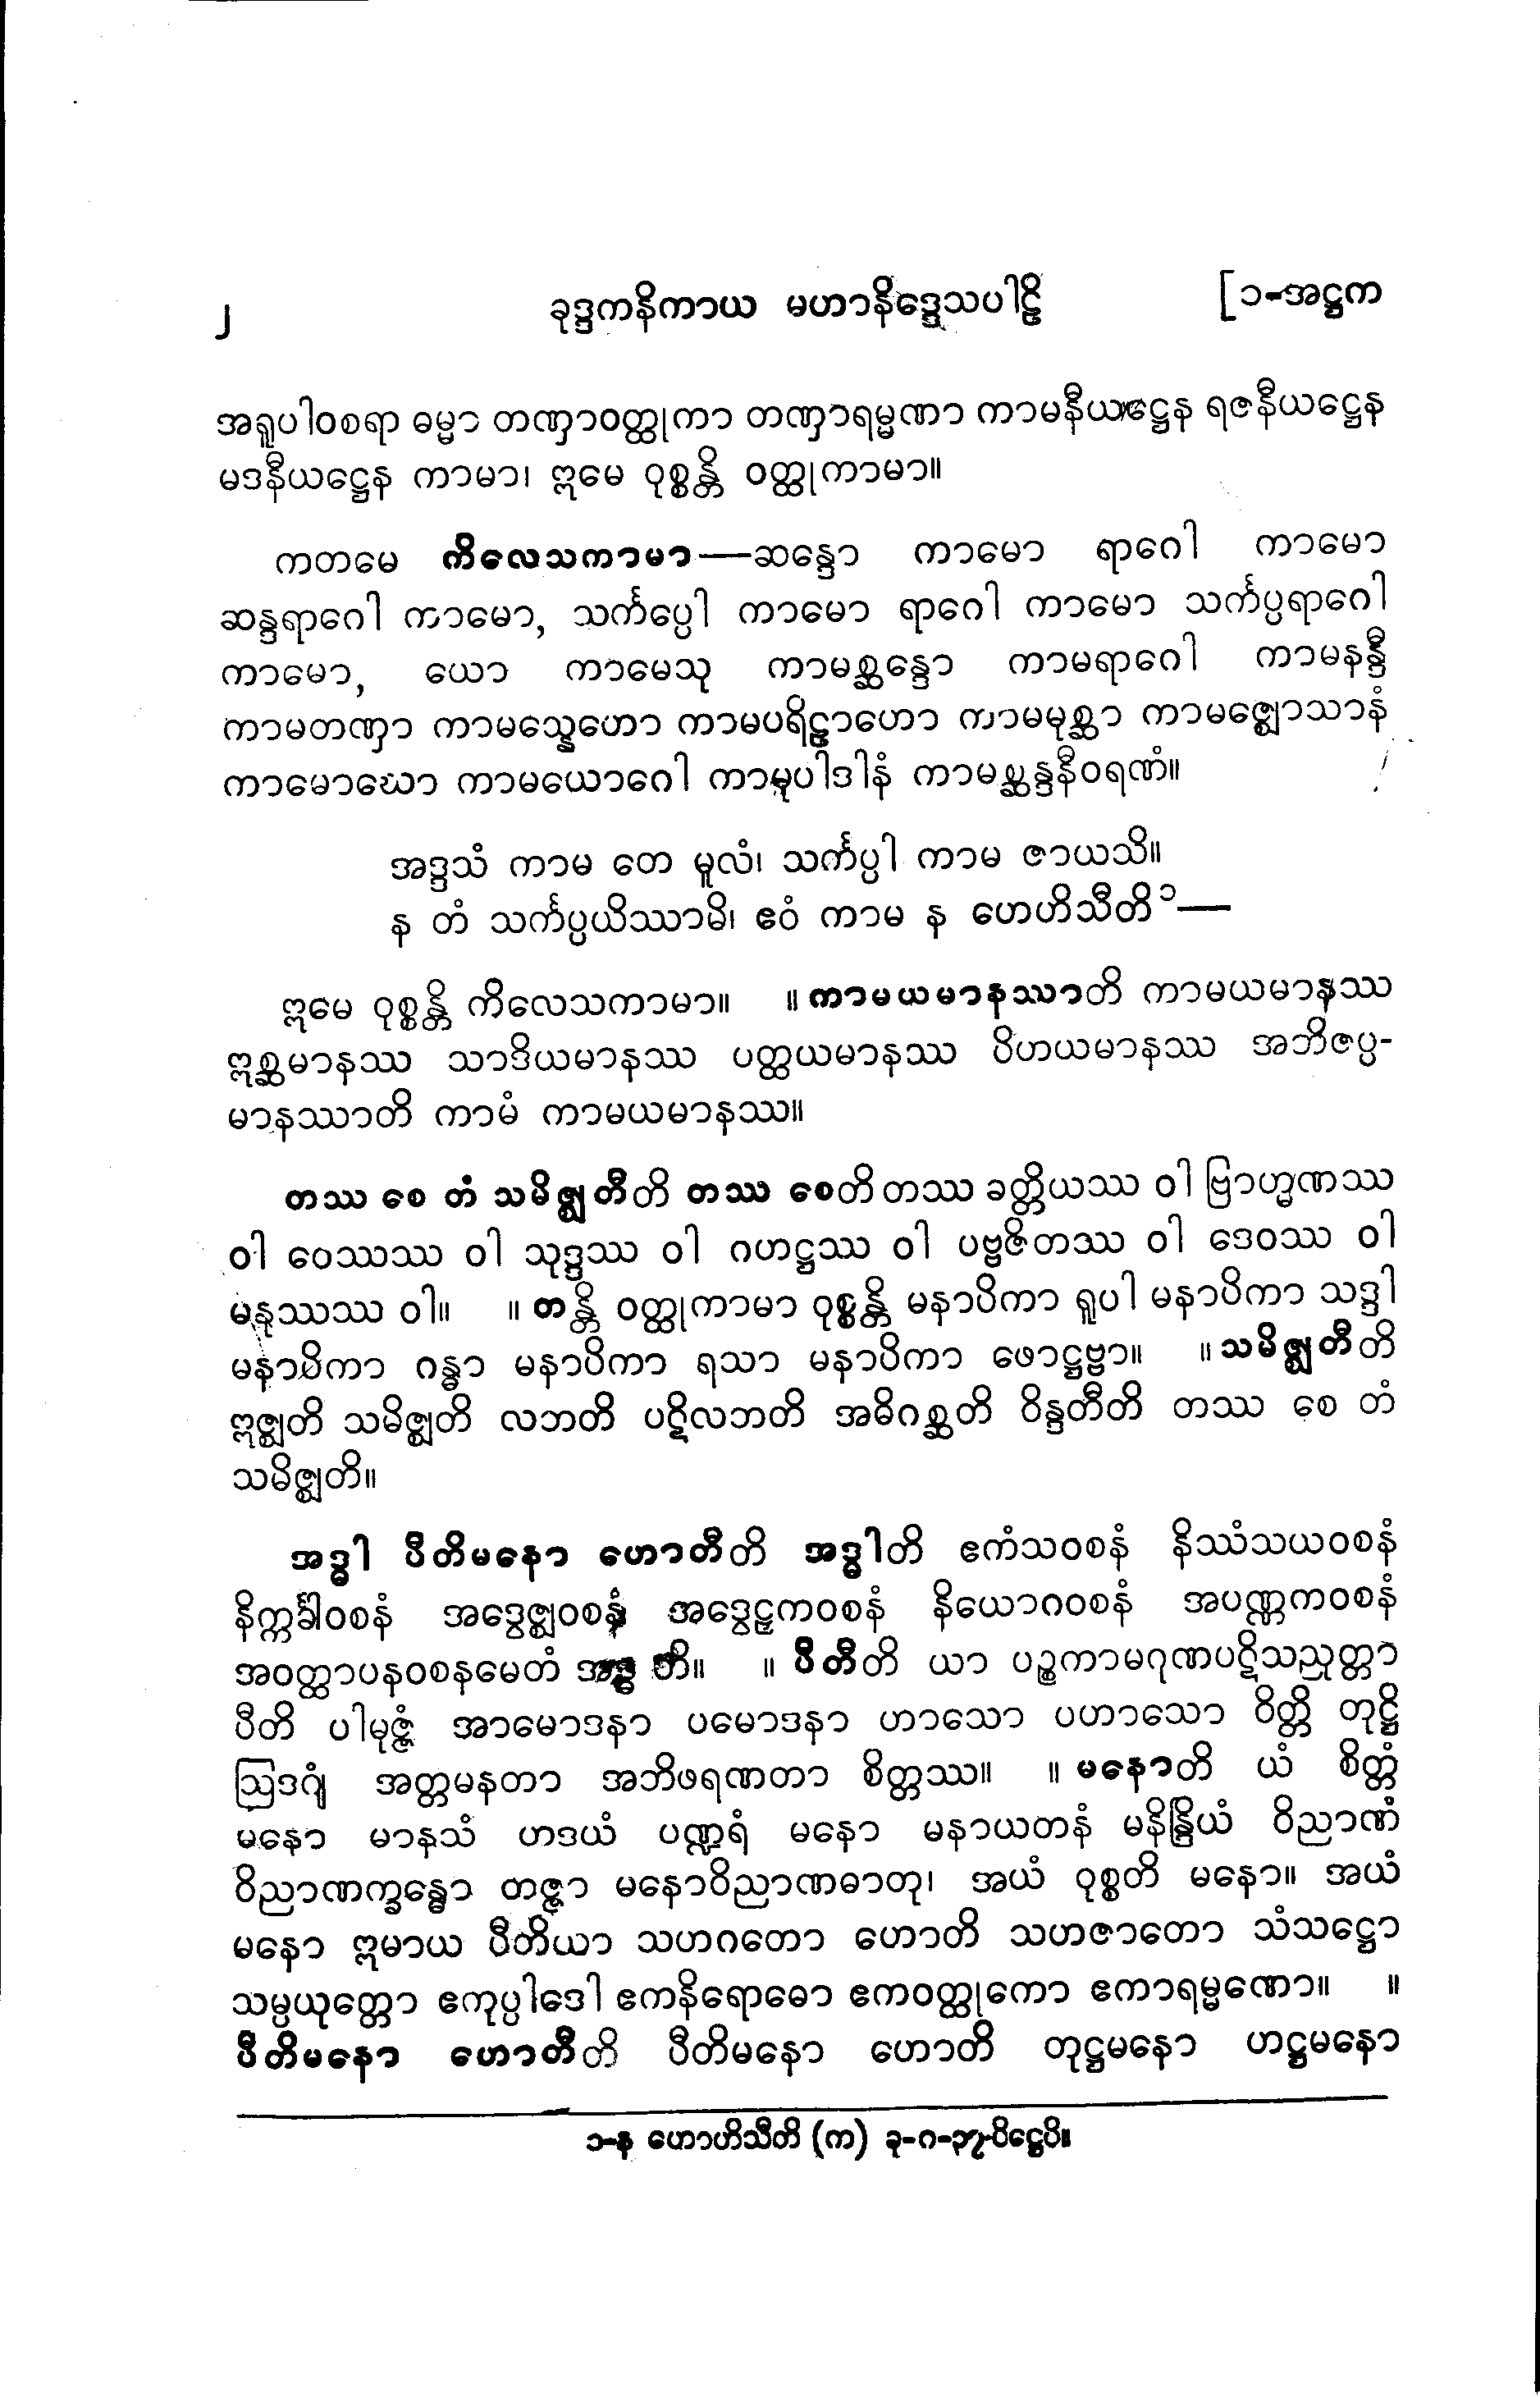 ၂ ခုဒ္ဒကနိကာယ မဟာနိဒ္ဒေသပါဠိ [၁-အဋ္ဌက
အရူပါဝစရာ ဓမ္မာ တဏှာဝတ္ထုကာ တဏှာရမ္မဏာ ကာမနီယဋ္ဌေန ရဇနီယဋ္ဌေန
မဒနီယဋ္ဌေန ကာမာ၊ ဣမေ ဝုစ္စန္တိ ဝတ္ထုကာမာ။
ကတမေ ကိလေသကာမာ—ဆန္ဒော ကာမော ရာဂေါ ကာမော
ဆန္ဒရာဂေါ ကာမော, သင်္ကပ္ပေါ ကာမော ရာဂေါ ကာမော သင်္ကပ္ပရာဂေါ
ကာမော, ယော ကာမေသု ကာမစ္ဆန္ဒော ကာမရာဂေါ ကာမနန္ဒီ
ကာမတဏှာ ကာမသ္နေဟော ကာမပရိဠာဟော ကာမမုစ္ဆာ ကာမဇ္ဈောသာနံ
ကာမောဃော ကာမယောဂေါ ကာမုပါဒါနံ ကာမစ္ဆန္ဒနီဝရဏံ။
အဒ္ဒသံ ကာမ တေ မူလံ၊ သင်္ကပ္ပါ ကာမ ဇာယသိ။
န တံ သင်္ကပ္ပယိဿာမိ၊ ဧဝံ ကာမ န ဟေဟိသီတိ ၁—
ဣမေ ဝုစ္စန္တိ ကိလေသကာမာ။ ။ ကာမယမာနဿာတိ ကာမယမာနဿ
ဣစ္ဆမာနဿ သာဒိယမာနဿ ပတ္ထယမာနဿ ပိဟယမာနဿ အဘိဇပ္ပ-
မာနဿာတိ ကာမံ ကာမယမာနဿ။
တဿ စေ တံ သမိဇ္ဈတီတိ တဿ စေတိ တဿ ခတ္တိယဿ ဝါ ဗြာဟ္မဏဿ
ဝါ ဝေဿဿ ဝါ သုဒ္ဒဿ ဝါ ဂဟဋ္ဌဿ ဝါ ပဗ္ဗဇိတဿ ဝါ ဒေဝဿ ဝါ
မနုဿဿ ဝါ။ ။ တန္တိ ဝတ္ထုကာမာ ဝုစ္စန္တိ မနာပိကာ ရူပါ မနာပိကာ သဒ္ဒါ
မနာပိကာ ဂန္ဓာ မနာပိကာ ရသာ မနာပိကာ ဖောဋ္ဌဗ္ဗာ။ ။ သမိဇ္ဈတီတိ
ဣဇ္ဈတိ သမိဇ္ဈတိ လဘတိ ပဋိလဘတိ အဓိဂစ္ဆတိ ဝိန္ဒတီတိ တဿ စေ တံ
သမိဇ္ဈတိ။
အဒ္ဓါ ပီတိမနော ဟောတီတိ အဒ္ဓါတိ ဧကံသဝစနံ နိဿံသယဝစနံ
နိက္ကင်္ခါဝစနံ အဒွေဇ္ဈဝစနံ အဒွေဠှကဝစနံ နိယောဂဝစနံ အပဏ္ဏကဝစနံ
အဝတ္ထာပနဝစနမေတံ အဒ္ဓါတိ။ ။ ပီတီတိ ယာ ပဉ္စကာမဂုဏပဋိသညုတ္တာ
ပီတိ ပါမုဇ္ဇံ အာမောဒနာ ပမောဒနာ ဟာသော ပဟာသော ဝိတ္တိ တုဋ္ဌိ
ဩဒဂျံ အတ္တမနတာ အဘိဖရဏတာ စိတ္တဿ။ ။ မနောတိ ယံ စိတ္တံ
မနော မာနသံ ဟဒယံ ပဏ္ဍရံ မနော မနာယတနံ မနိန္ဒြိယံ ဝိညာဏံ
ဝိညာဏက္ခန္ဓော တဇ္ဇာ မနောဝိညာဏဓာတု၊ အယံ ဝုစ္စတိ မနော။ အယံ
မနော ဣမာယ ပီတိယာ သဟဂတော ဟောတိ သဟဇာတော သံသဋ္ဌော
သမ္ပယုတ္တော ဧကုပ္ပါဒေါ ဧကနိရောဓော ဧကဝတ္ထုကော ဧကာရမ္မဏော။ ။
ပီတိမနော ဟောတီတိ ပီတိမနော ဟောတိ တုဋ္ဌမနော ဟဋ္ဌမနော
၁-န ဟောဟိသီတိ (က) ခု-ဂ-၃၇-ပိဋ္ဌေပိ။